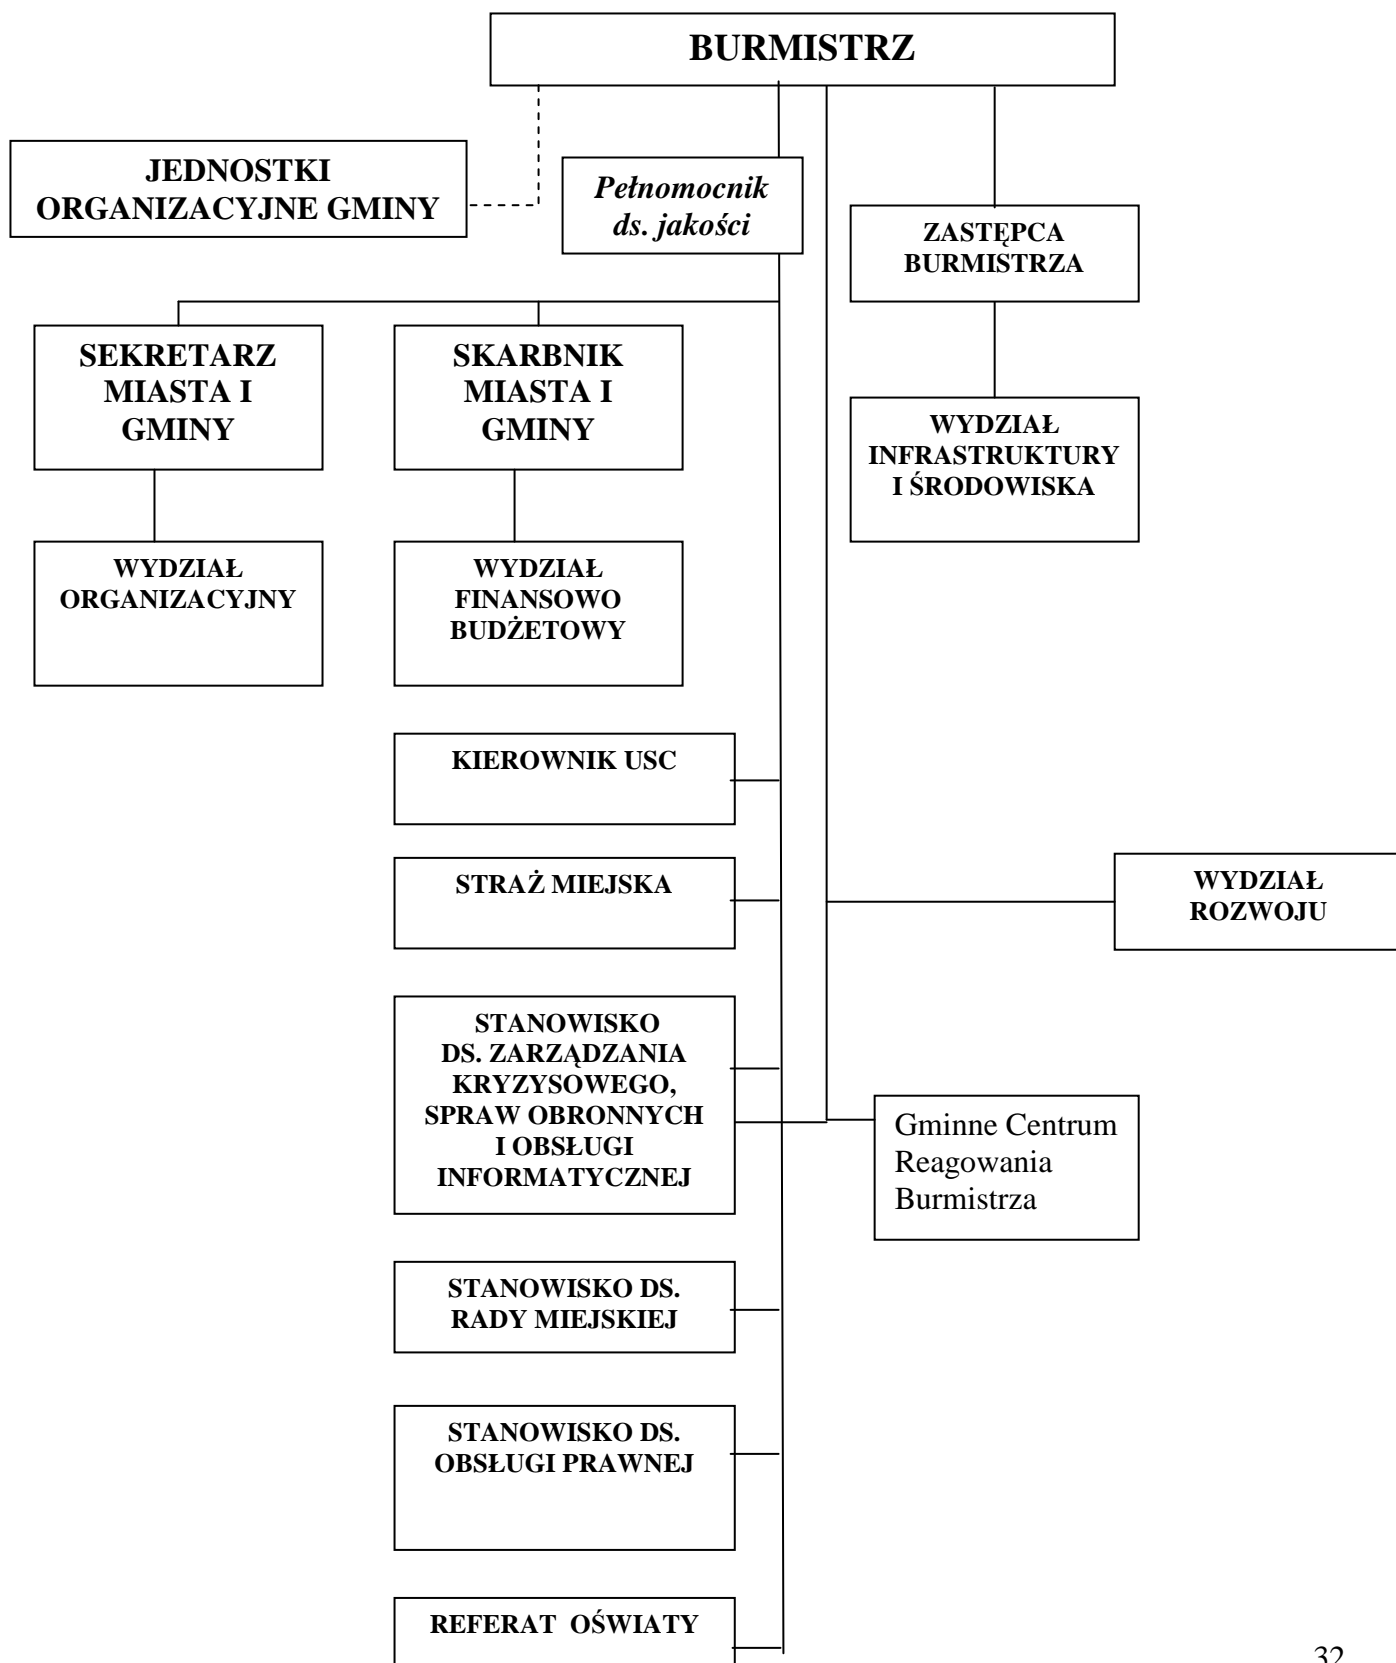 BURMISTRZ
JEDNOSTKI
ORGANIZACYJNE GMINY
Pełnomocnik
ds. jakości
ZASTĘPCA
BURMISTRZA
SEKRETARZ
MIASTA I
GMINY
SKARBNIK
MIASTA I
GMINY
WYDZIAŁ
INFRASTRUKTURY
I ŚRODOWISKA
WYDZIAŁ
ORGANIZACYJNY
WYDZIAŁ
FINANSOWO
BUDŻETOWY
KIEROWNIK USC
STRAŻ MIEJSKA
WYDZIAŁ
ROZWOJU
STANOWISKO
DS. ZARZĄDZANIA
KRYZYSOWEGO,
SPRAW OBRONNYCH
I OBSŁUGI
INFORMATYCZNEJ
Gminne Centrum
Reagowania
Burmistrza
STANOWISKO DS.
RADY MIEJSKIEJ
STANOWISKO DS.
OBSŁUGI PRAWNEJ
REFERAT OŚWIATY
32